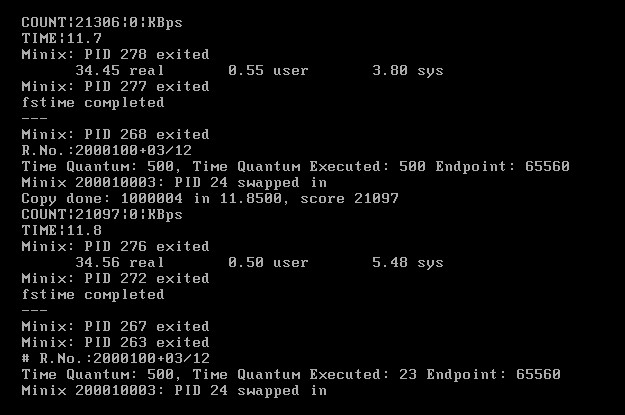 COUNT|21306|0|KBps
TIME|11.7
Minix: PID 278 exited
34.45 real 0.55 user 3.80 sys
Minix: PID 277 exited
fstime completed
---
Minix: PID 268 exited
R.No.:2000100+03/12
Time Quantum: 500, Time Quantum Executed: 500 Endpoint: 65560
Minix 200010003: PID 24 swapped in
Copy done: 1000004 in 11.8500, score 21097
COUNT|21097|0|KBps
TIME|11.8
Minix: PID 276 exited
34.56 real 0.50 user 5.48 sys
Minix: PID 272 exited
fstime completed
---
Minix: PID 267 exited
Minix: PID 263 exited
# R.No.:2000100+03/12
Time Quantum: 500, Time Quantum Executed: 23 Endpoint: 65560
Minix 200010003: PID 24 swapped in